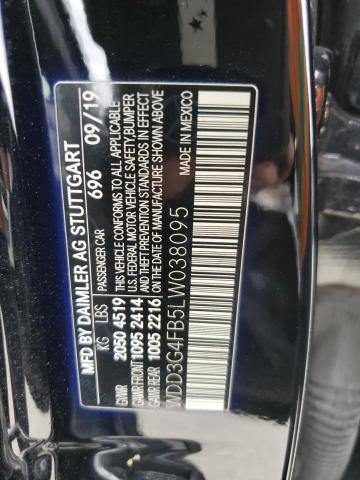 MFD BY DAIMLER AG STUTTGART
PASSENGER CAR 696 09/19
KG LBS
GVWR 2050 4519
GAWR FRONT 1095 2414
GAWR REAR 1005 2216
THIS VEHICLE CONFORMS TO ALL APPLICABLE
U.S. FEDERAL MOTOR VEHICLE SAFETY, BUMPER
AND THEFT PREVENTION STANDARDS IN EFFECT
ON THE DATE OF MANUFACTURE SHOWN ABOVE
WDD3G4FB5LW038095
MADE IN MEXICO